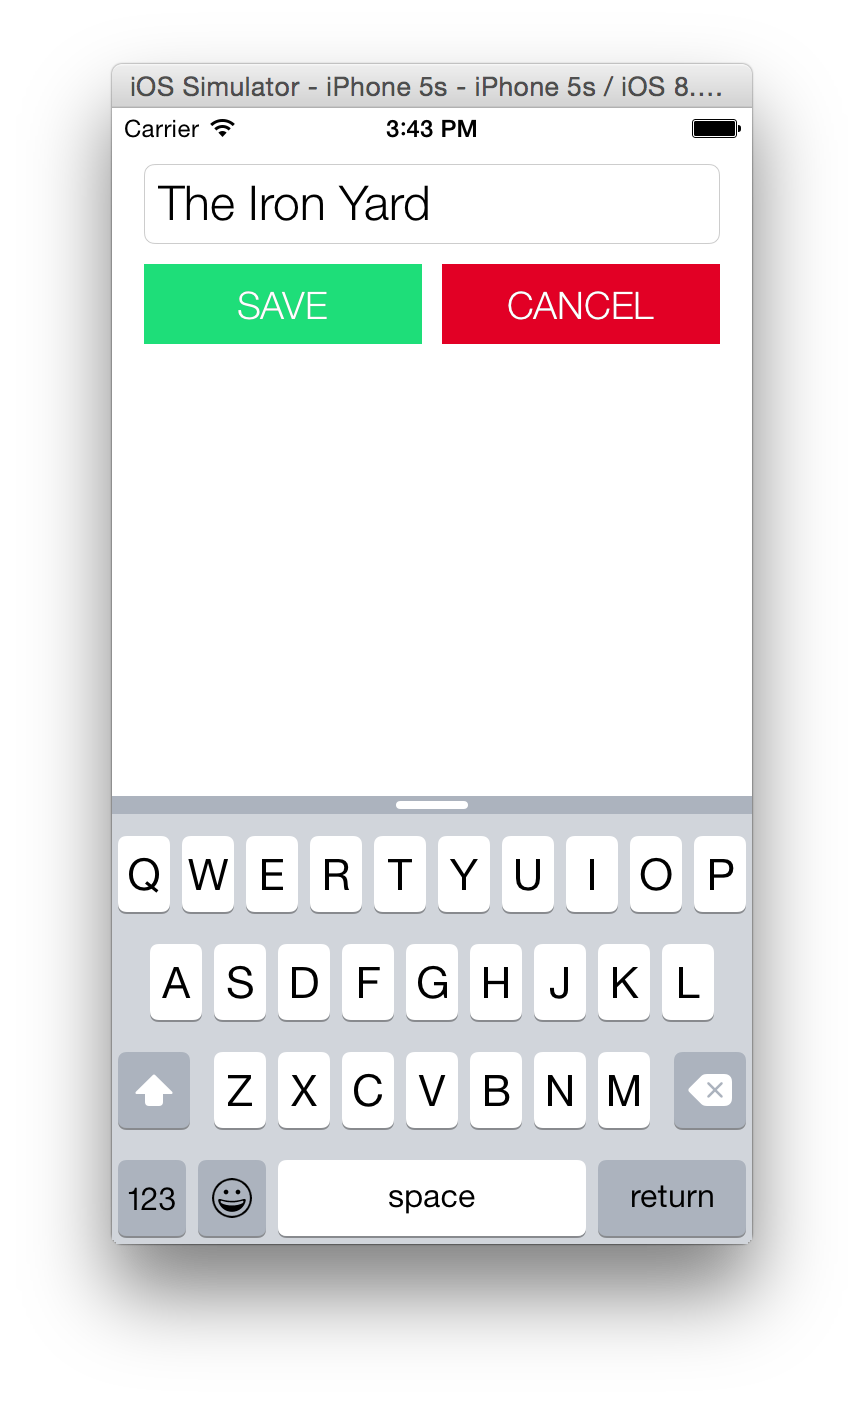 iOS Simulator - iPhone 5s - iPhone 5s / iOS 8....
Carrier 3:43 PM
The Iron Yard
SAVE CANCEL
Q W E R T Y U I O P
A S D F G H J K L
Z X C V B N M
123 space return